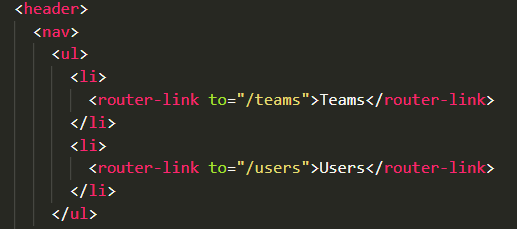 <header>
<nav>
<ul>
<li>
<router-link to="/teams">Teams</router-link>
</li>
<li>
<router-link to="/users">Users</router-link>
</li>
</ul>